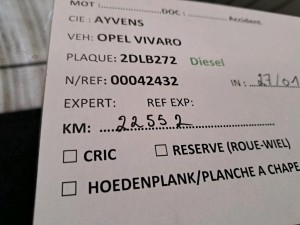 MOT : DOC : Accident.
CIE : AYVENS
VEH: OPEL VIVARO
PLAQUE: 2DLB272 Diesel
N/REF: 00042432 IN : 27/01
EXPERT: REF EXP:
KM: 22552
☐ CRIC ☐ RESERVE (ROUE-WIEL)
☐ HOEDENPLANK/PLANCHE A CHAPE